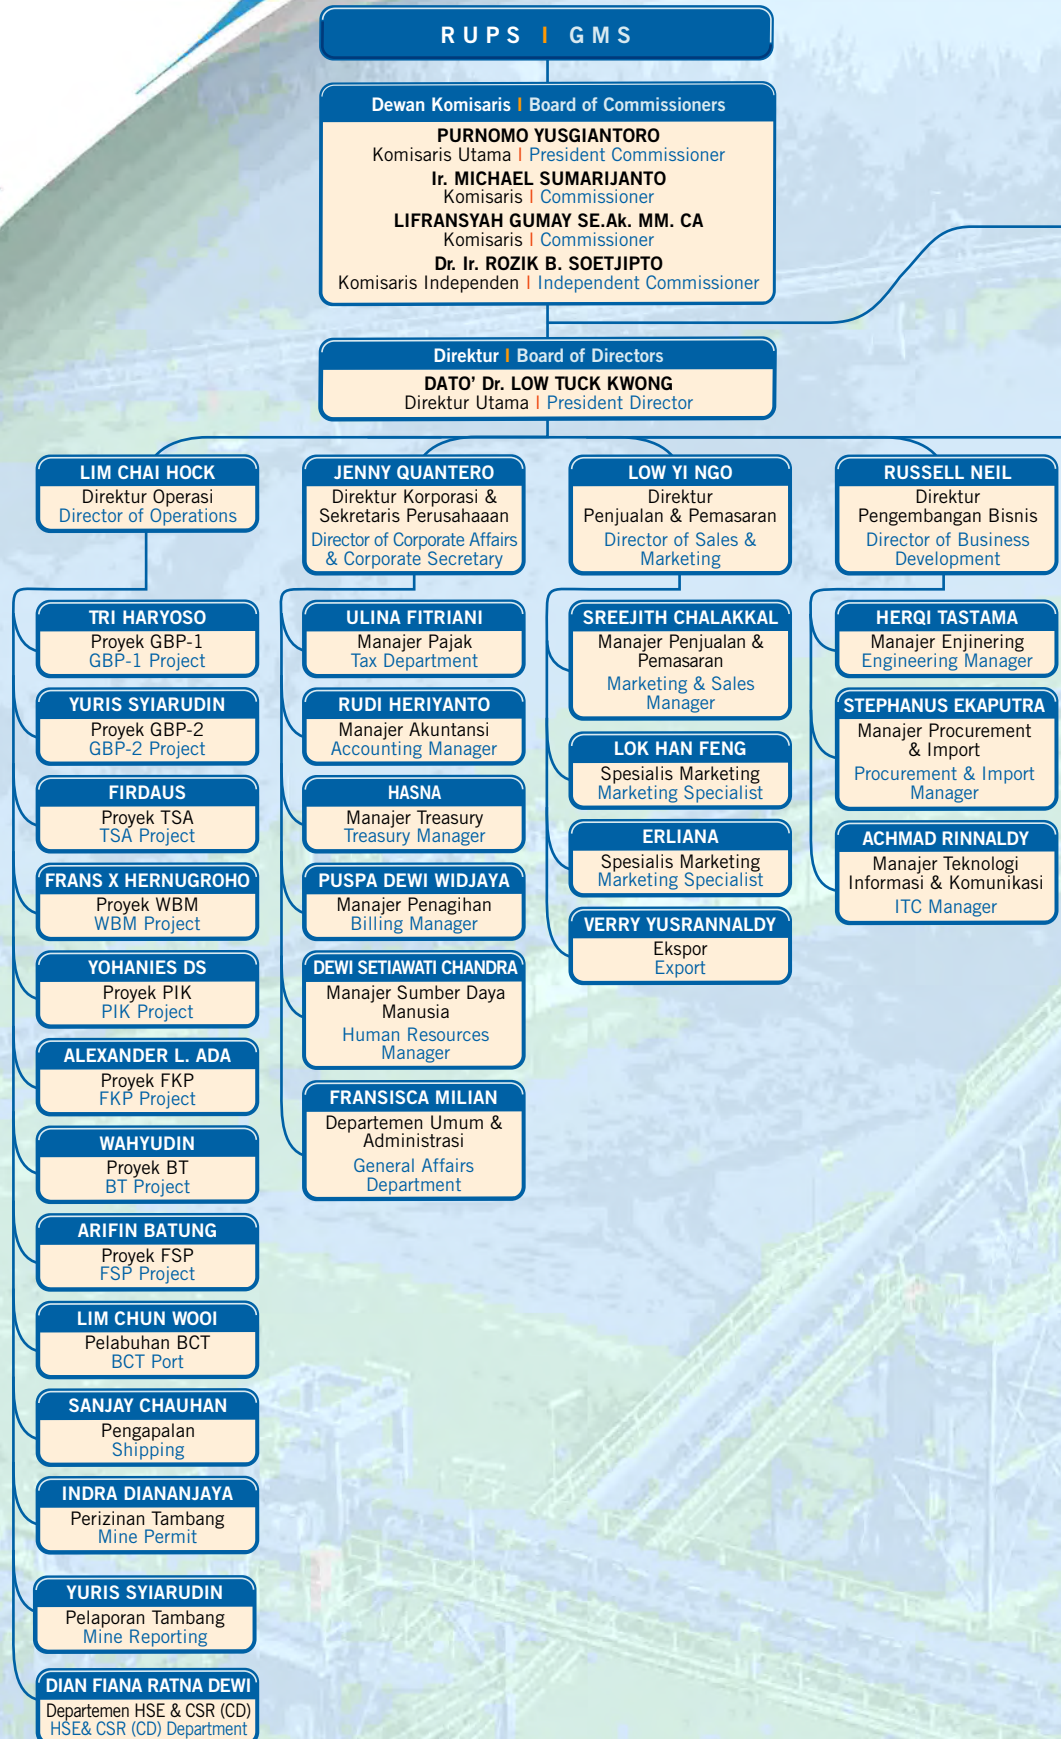 RUPS | GMS
Dewan Komisaris | Board of Commissioners
PURNOMO YUSGIANTORO
Komisaris Utama | President Commissioner
Ir. MICHAEL SUMARIJANTO
Komisaris | Commissioner
LIFRANSYAH GUMAY SE.Ak. MM. CA
Komisaris | Commissioner
Dr. Ir. ROZIK B. SOETJIPTO
Komisaris Independen | Independent Commissioner
Direktur | Board of Directors
DATO' Dr. LOW TUCK KWONG
Direktur Utama | President Director
LIM CHAI HOCK
Direktur Operasi
Director of Operations
TRI HARYOSO
Proyek GBP-1
GBP-1 Project
YURIS SYIARUDIN
Proyek GBP-2
GBP-2 Project
FIRDAUS
Proyek TSA
TSA Project
FRANS X HERNUGROHO
Proyek WBM
WBM Project
YOHANIES DS
Proyek PIK
PIK Project
ALEXANDER L. ADA
Proyek FKP
FKP Project
WAHYUDIN
Proyek BT
BT Project
ARIFIN BATUNG
Proyek FSP
FSP Project
LIM CHUN WOOI
Pelabuhan BCT
BCT Port
SANJAY CHAUHAN
Pengapalan
Shipping
INDRA DIANANJAYA
Perizinan Tambang
Mine Permit
YURIS SYIARUDIN
Pelaporan Tambang
Mine Reporting
DIAN FIANA RATNA DEWI
Departemen HSE & CSR (CD)
HSE& CSR (CD) Department
JENNY QUANTERO
Direktur Korporasi &
Sekretaris Perusahaaan
Director of Corporate Affairs
& Corporate Secretary
ULINA FITRIANI
Manajer Pajak
Tax Department
RUDI HERIYANTO
Manajer Akuntansi
Accounting Manager
HASNA
Manajer Treasury
Treasury Manager
PUSPA DEWI WIDJAYA
Manajer Penagihan
Billing Manager
DEWI SETIAWATI CHANDRA
Manajer Sumber Daya
Manusia
Human Resources
Manager
FRANSISCA MILIAN
Departemen Umum &
Administrasi
General Affairs
Department
LOW YI NGO
Direktur
Penjualan & Pemasaran
Director of Sales &
Marketing
SREEJITH CHALAKKAL
Manajer Penjualan &
Pemasaran
Marketing & Sales
Manager
LOK HAN FENG
Spesialis Marketing
Marketing Specialist
ERLIANA
Spesialis Marketing
Marketing Specialist
VERRY YUSRANNALDY
Ekspor
Export
RUSSELL NEIL
Direktur
Pengembangan Bisnis
Director of Business
Development
HERQI TASTAMA
Manajer Enjinering
Engineering Manager
STEPHANUS EKAPUTRA
Manajer Procurement
& Import
Procurement & Import
Manager
ACHMAD RINNALDY
Manajer Teknologi
Informasi & Komunikasi
ITC Manager